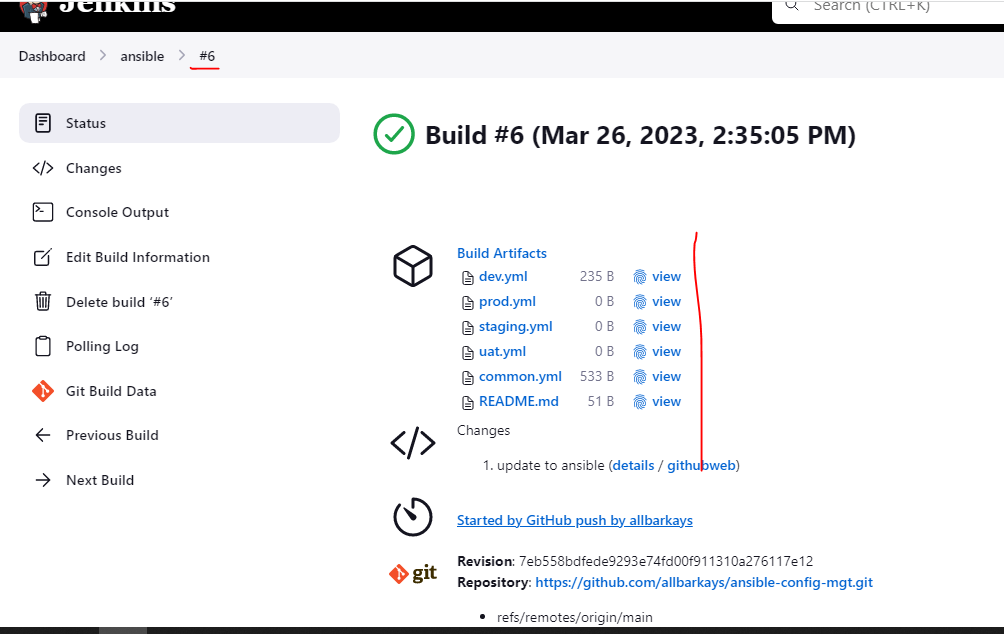 Jenkins
Search (CTRL+K)
Dashboard > ansible > #6
Status
Changes
Console Output
Edit Build Information
Delete build ‘#6’
Polling Log
Git Build Data
Previous Build
Next Build
Build #6 (Mar 26, 2023, 2:35:05 PM)
Build Artifacts
dev.yml 235 B view
prod.yml 0 B view
staging.yml 0 B view
uat.yml 0 B view
common.yml 533 B view
README.md 51 B view
Changes
1. update to ansible (details / githubweb)
Started by GitHub push by allbarkays
git
Revision: 7eb558bdfede9293e74fd00f911310a276117e12
Repository: https://github.com/allbarkays/ansible-config-mgt.git
• refs/remotes/origin/main